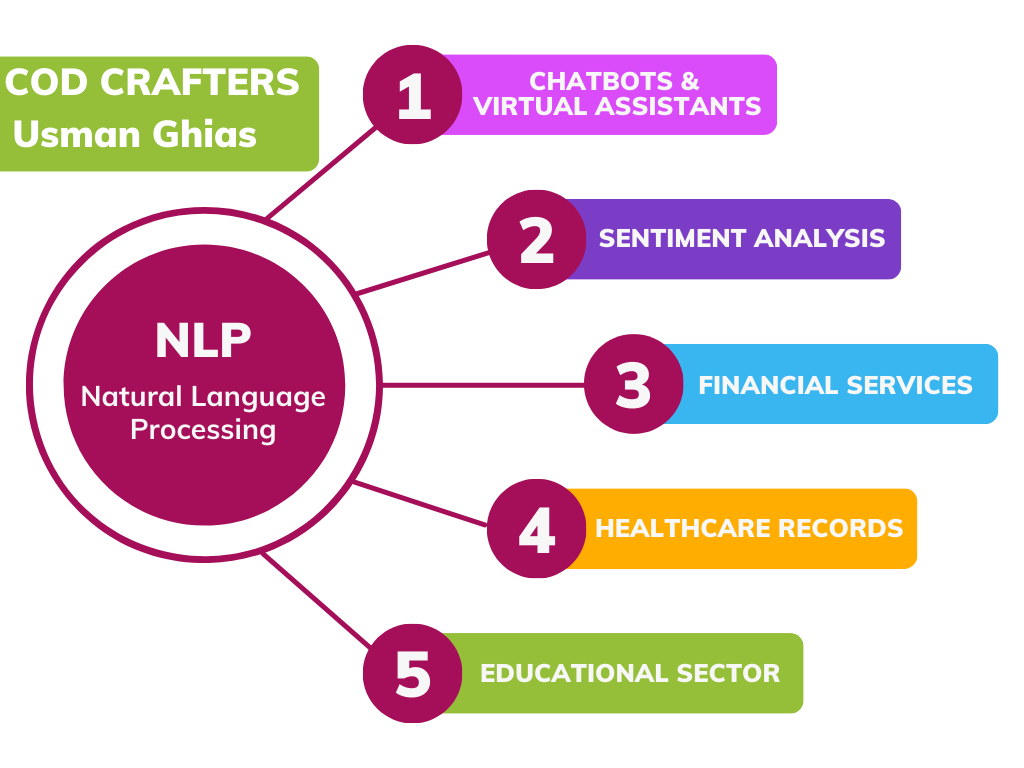 COD CRAFTERS
Usman Ghias
NLP
Natural Language
Processing
1
CHATBOTS &
VIRTUAL ASSISTANTS
2
SENTIMENT ANALYSIS
3
FINANCIAL SERVICES
4
HEALTHCARE RECORDS
5
EDUCATIONAL SECTOR